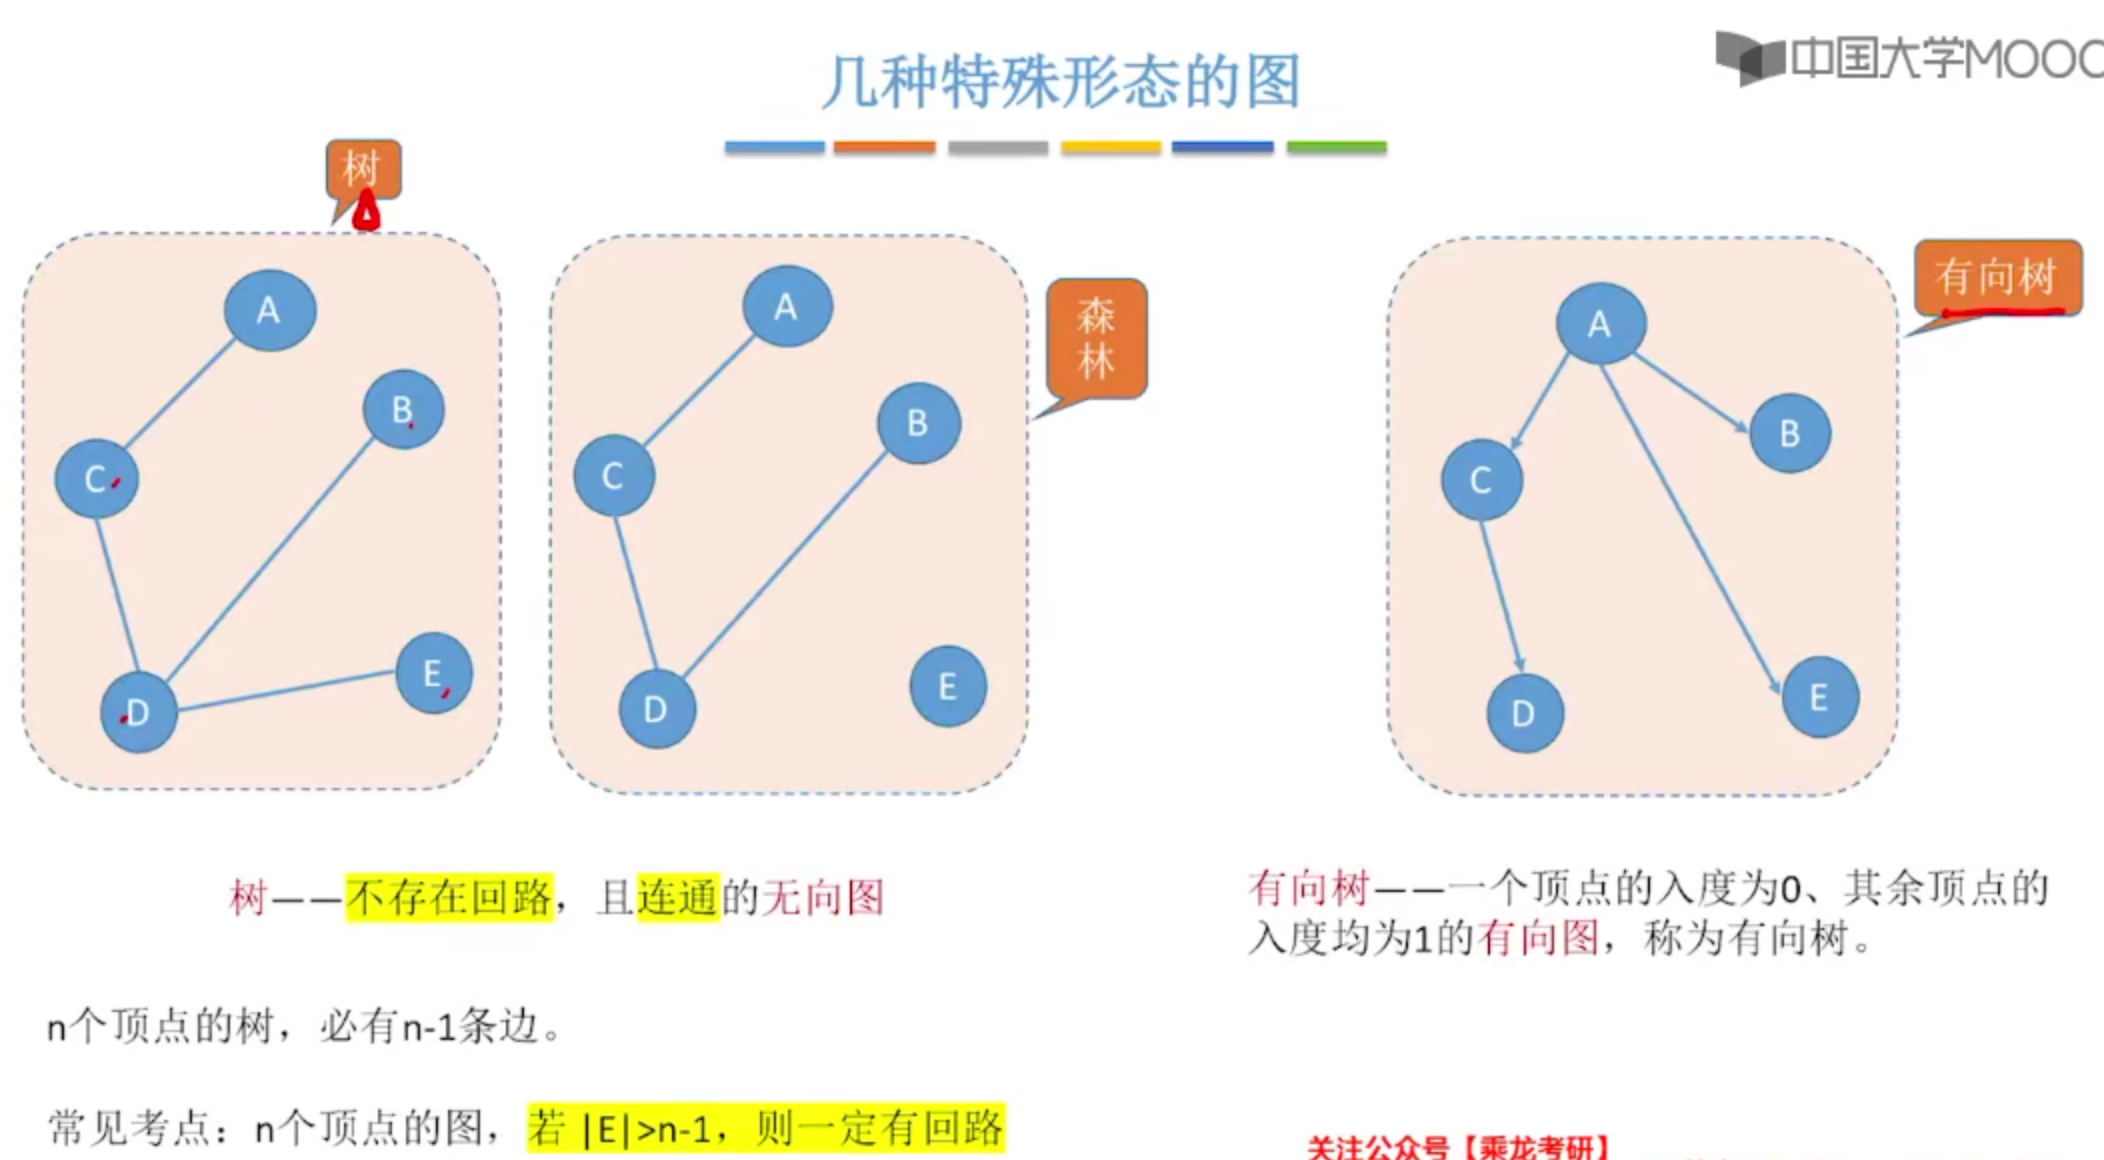 中国大学MOOC
几种特殊形态的图
树
森
林
有向树
A
B
C
D
E
A
B
C
D
E
A
B
C
D
E
树——不存在回路，且连通的无向图
n个顶点的树，必有n-1条边。
常见考点：n个顶点的图，若 |E|>n-1，则一定有回路
有向树——一个顶点的入度为0、其余顶点的
入度均为1的有向图，称为有向树。
关注公众号【乘龙考研】